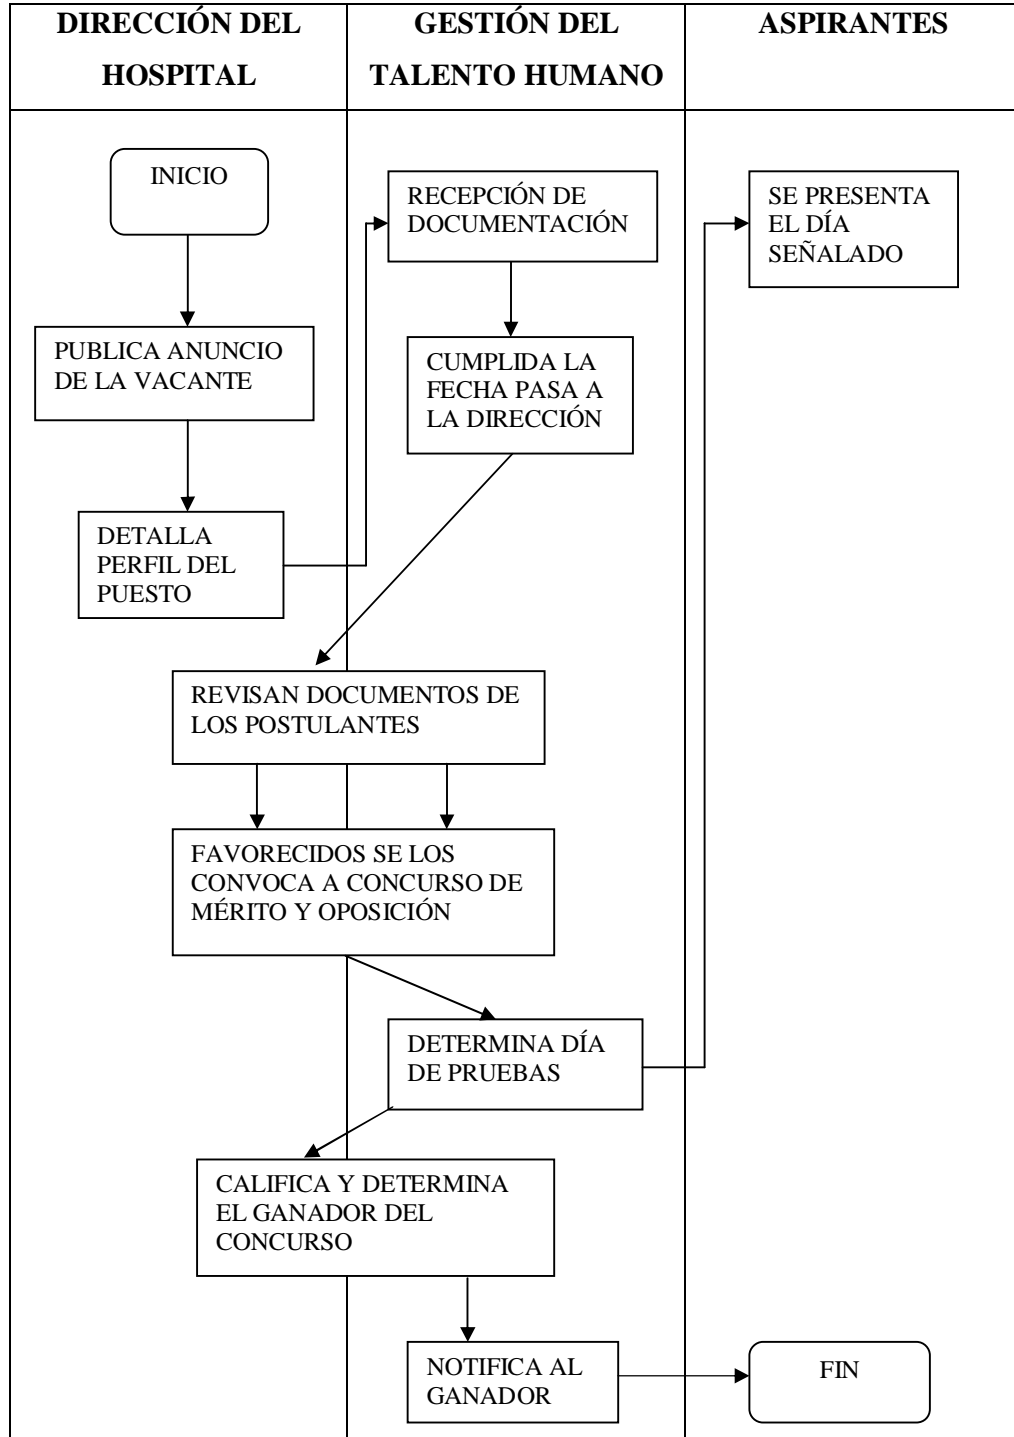 DIRECCIÓN DEL
HOSPITAL
GESTIÓN DEL
TALENTO HUMANO
ASPIRANTES
INICIO
RECEPCIÓN DE
DOCUMENTACIÓN
SE PRESENTA
EL DÍA
SEÑALADO
PUBLICA ANUNCIO
DE LA VACANTE
CUMPLIDA LA
FECHA PASA A
LA DIRECCIÓN
DETALLA
PERFIL DEL
PUESTO
REVISAN DOCUMENTOS DE
LOS POSTULANTES
FAVORECIDOS SE LOS
CONVOCA A CONCURSO DE
MÉRITO Y OPOSICIÓN
DETERMINA DÍA
DE PRUEBAS
CALIFICA Y DETERMINA
EL GANADOR DEL
CONCURSO
NOTIFICA AL
GANADOR
FIN